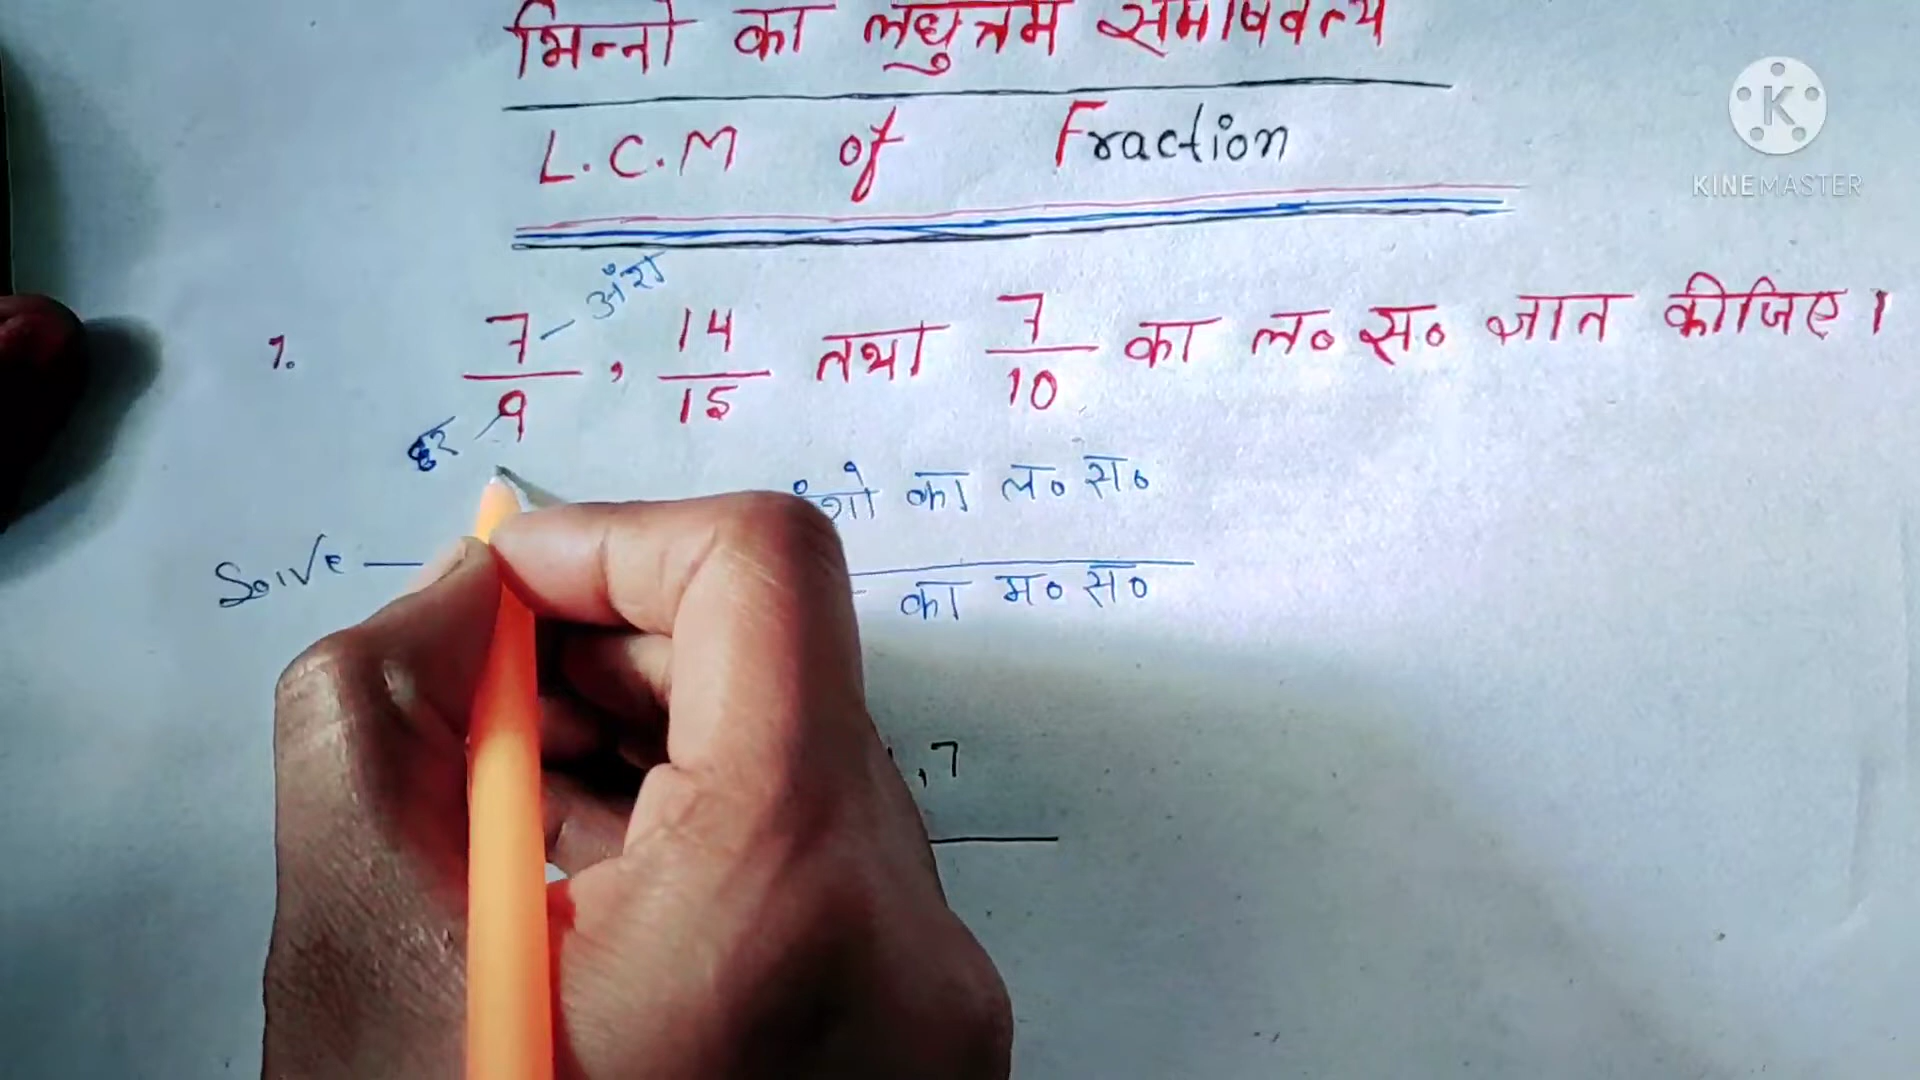 भिन्नो का लघुत्तम समापवर्त्य
L.C.M of Fraction
K
KINEMASTER
अंश
1. 7/9, 14/15 तथा 7/10 का ल० स० ज्ञात कीजिए।
हर
का ल० स०
Solve —
का म० स०
,7